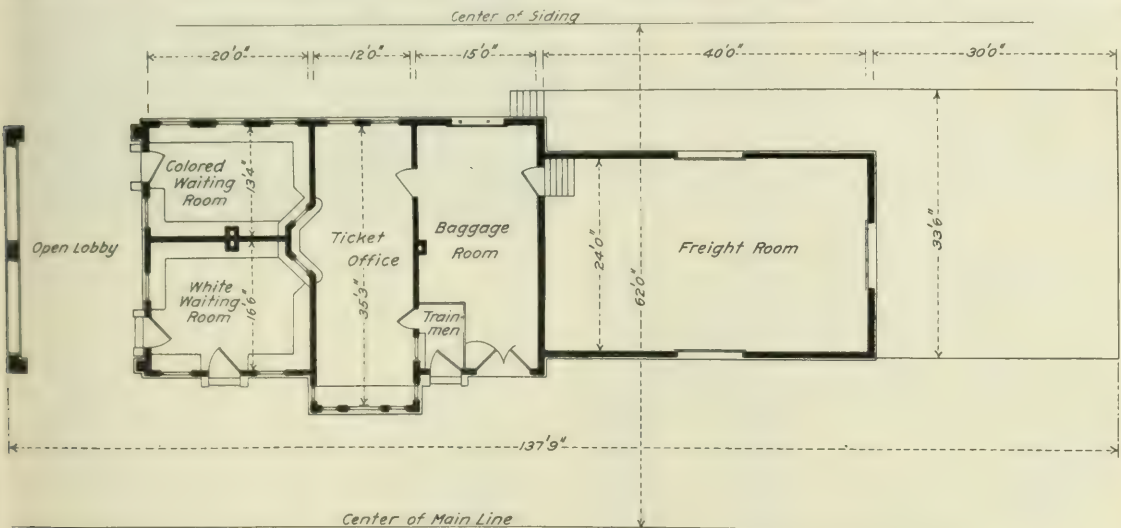 Center of Siding
20'0"
12'0"
15'0"
40'0"
30'0"
Colored
Waiting
Room
13'4"
Open Lobby
Ticket
Office
35'3"
Baggage
Room
24'0"
62'0"
Freight Room
33'6"
White
Waiting
Room
16'6"
Train-
men
137'9"
Center of Main Line